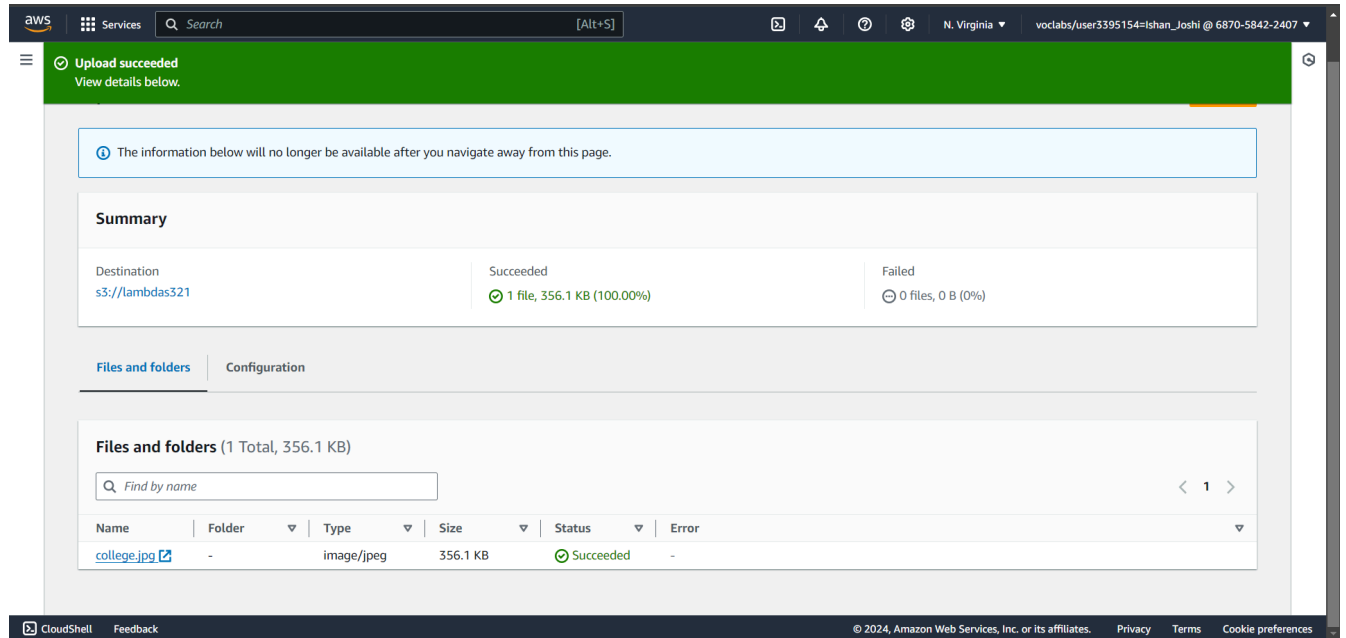 aws Services Search [Alt+S] N. Virginia ▼ voclabs/user3395154=Ishan_Joshi @ 6870-5842-2407 ▼
Upload succeeded
View details below.
The information below will no longer be available after you navigate away from this page.
Summary
Destination Succeeded Failed
s3://lambdas321 1 file, 356.1 KB (100.00%) 0 files, 0 B (0%)
Files and folders Configuration
Files and folders (1 Total, 356.1 KB)
Find by name 1
Name Folder Type Size Status Error
college.jpg - image/jpeg 356.1 KB Succeeded -
CloudShell Feedback © 2024, Amazon Web Services, Inc. or its affiliates. Privacy Terms Cookie preferences